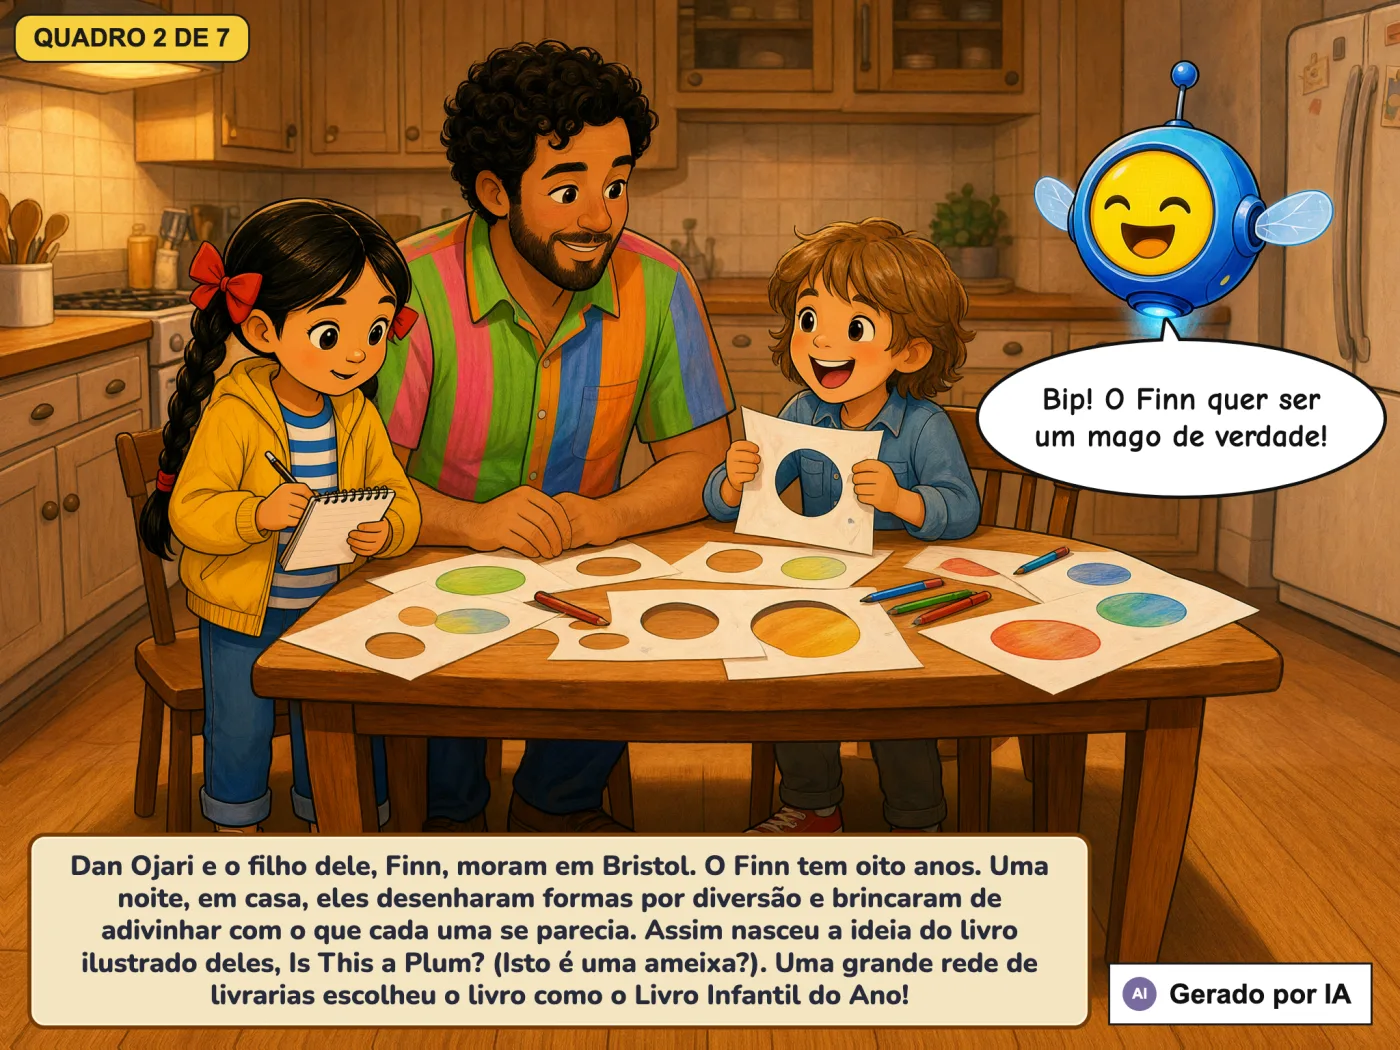 QUADRO 2 DE 7
Bip! O Finn quer ser
um mago de verdade!
Dan Ojari e o filho dele, Finn, moram em Bristol. O Finn tem oito anos. Uma
noite, em casa, eles desenharam formas por diversão e brincaram de
adivinhar com o que cada uma se parecia. Assim nasceu a ideia do livro
ilustrado deles, Is This a Plum? (Isto é uma ameixa?). Uma grande rede de
livrarias escolheu o livro como o Livro Infantil do Ano!
AI Gerado por IA